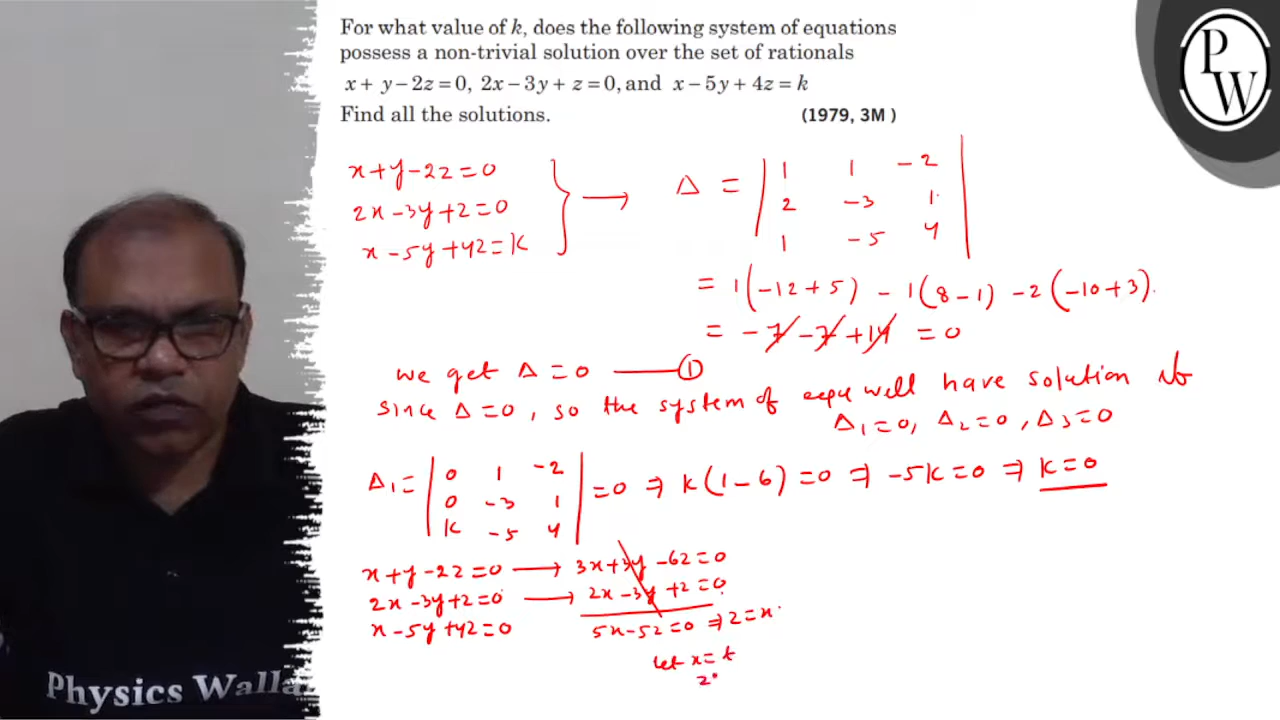 For what value of k, does the following system of equations
possess a non-trivial solution over the set of rationals
x + y – 2z = 0, 2x – 3y + z = 0, and x – 5y + 4z = k
Find all the solutions. (1979, 3M )
PW
x+y-2z=0
2x-3y+z=0
x-5y+4z=k
→ Δ = | 1 1 -2 |
| 2 -3 1 |
| 1 -5 4 |
= 1(-12+5) - 1(8-1) -2(-10+3).
= -7-7+14 = 0
we get Δ=0 ①
since Δ=0, so the system of well have solution if
Δ1=0, Δ2=0, Δ3=0
Δ1= | 0 1 -2 |
| 0 -3 1 | =0 ⇒ k(1-6)=0 ⇒ -5k=0 ⇒ k=0
| k -5 4 |
x+y-2z=0 → 3x+3y-6z=0
2x-3y+z=0 → 2x-3y+z=0
x-5y+4z=0 5x-5z=0 ⇒ z=x
let x=t
z
Physics Walla